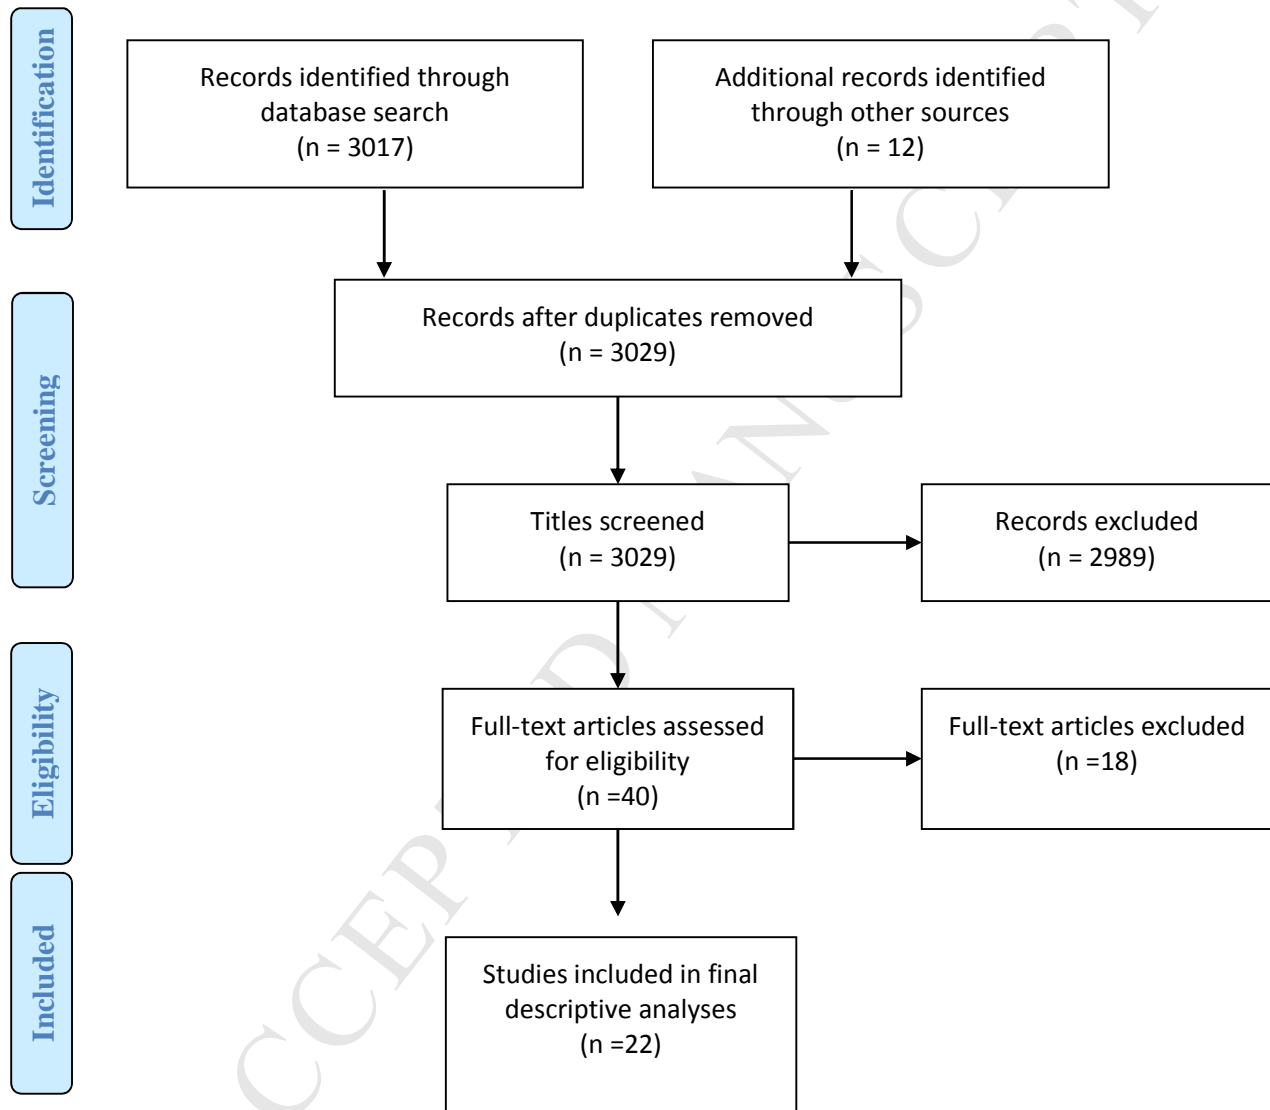 Identification
Records identified through
database search
(n = 3017)
Additional records identified
through other sources
(n = 12)
Screening
Records after duplicates removed
(n = 3029)
Titles screened
(n = 3029)
Records excluded
(n = 2989)
Eligibility
Full-text articles assessed
for eligibility
(n =40)
Full-text articles excluded
(n =18)
Included
Studies included in final
descriptive analyses
(n =22)